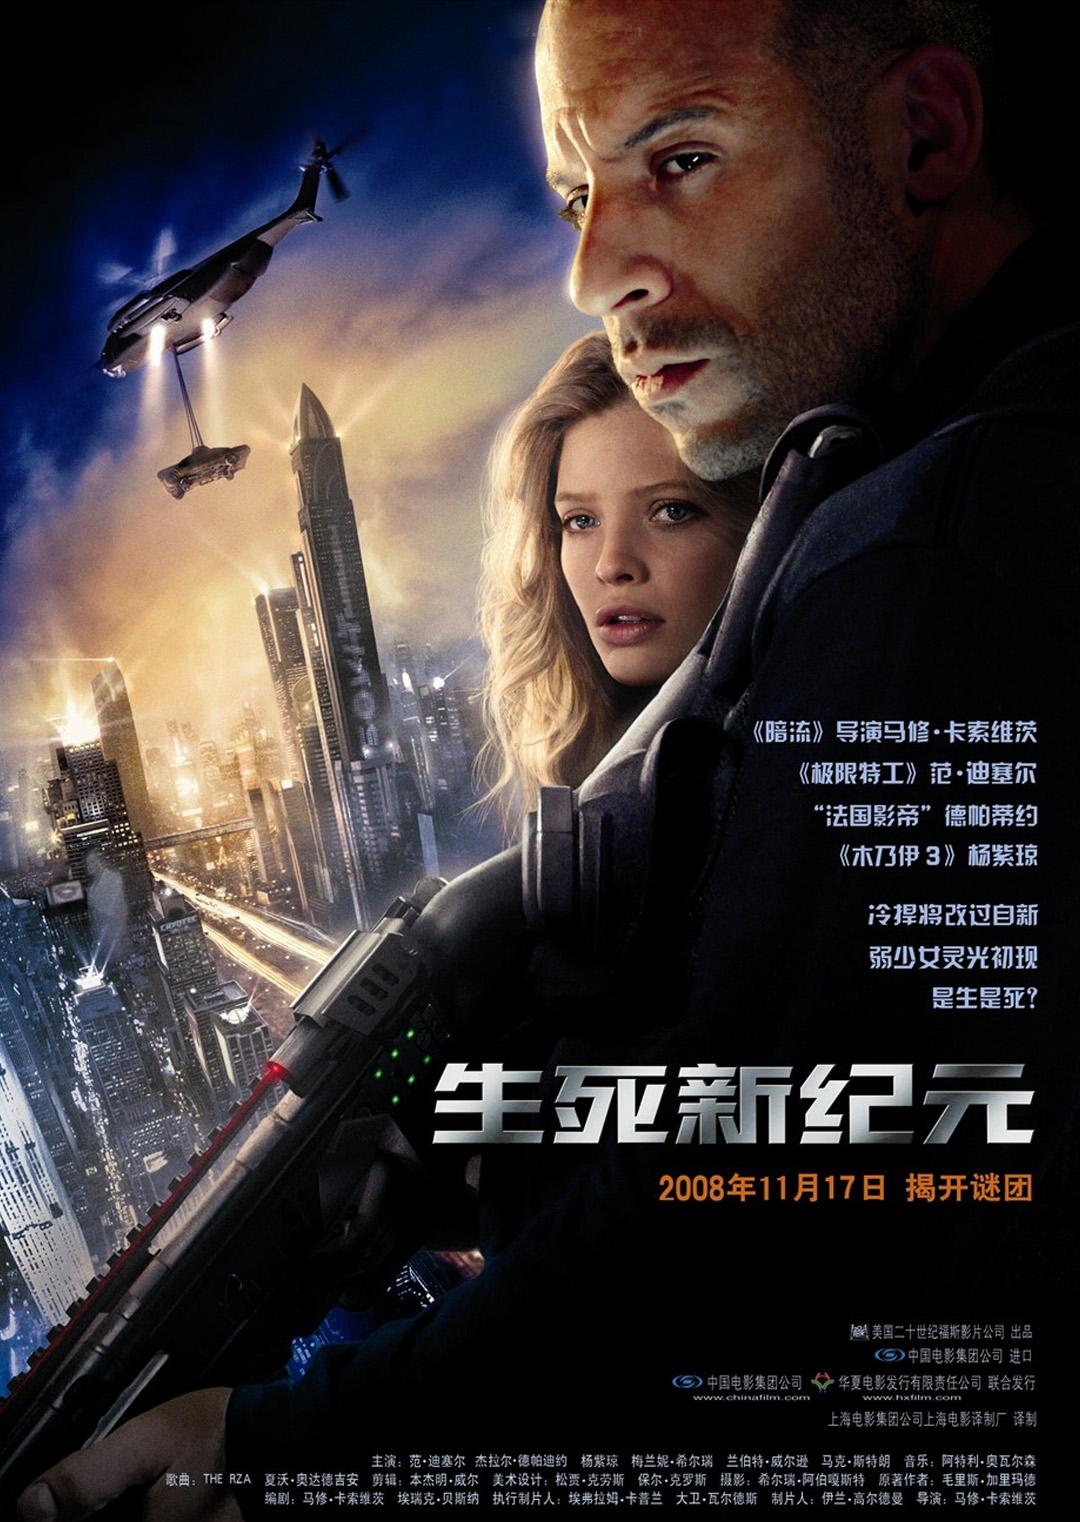 《暗流》导演马修·卡索维茨
《极限特工》范·迪塞尔
“法国影帝”德帕蒂约
《木乃伊3》杨紫琼
冷捍将改过自新
弱少女灵光初现
是生是死?
生死新纪元
2008年11月17日 揭开谜团
美国二十世纪福斯影片公司 出品
中国电影集团公司 进口
中国电影集团公司 华夏电影发行有限责任公司 联合发行
www.chinafilm.com www.hxfilm.com
上海电影集团公司上海电影译制厂 译制
主演: 范·迪塞尔 杰拉尔·德帕迪约 杨紫琼 梅兰妮·希尔瑞 兰伯特·威尔逊 马克·斯特朗 音乐: 阿特利·奥瓦尔森
歌曲: THE RZA 夏沃·奥达德吉安 剪辑: 本杰明·威尔 美术设计: 松贾·克劳斯 保尔·克罗斯 摄影: 希尔瑞·阿伯嘎斯特 原著作者: 毛里斯·加里玛德
编剧: 马修·卡索维茨 埃瑞克·贝斯纳 执行制片人: 埃弗拉姆·卡普兰 大卫·瓦尔德斯 制片人: 伊兰·高尔德曼 导演: 马修·卡索维茨